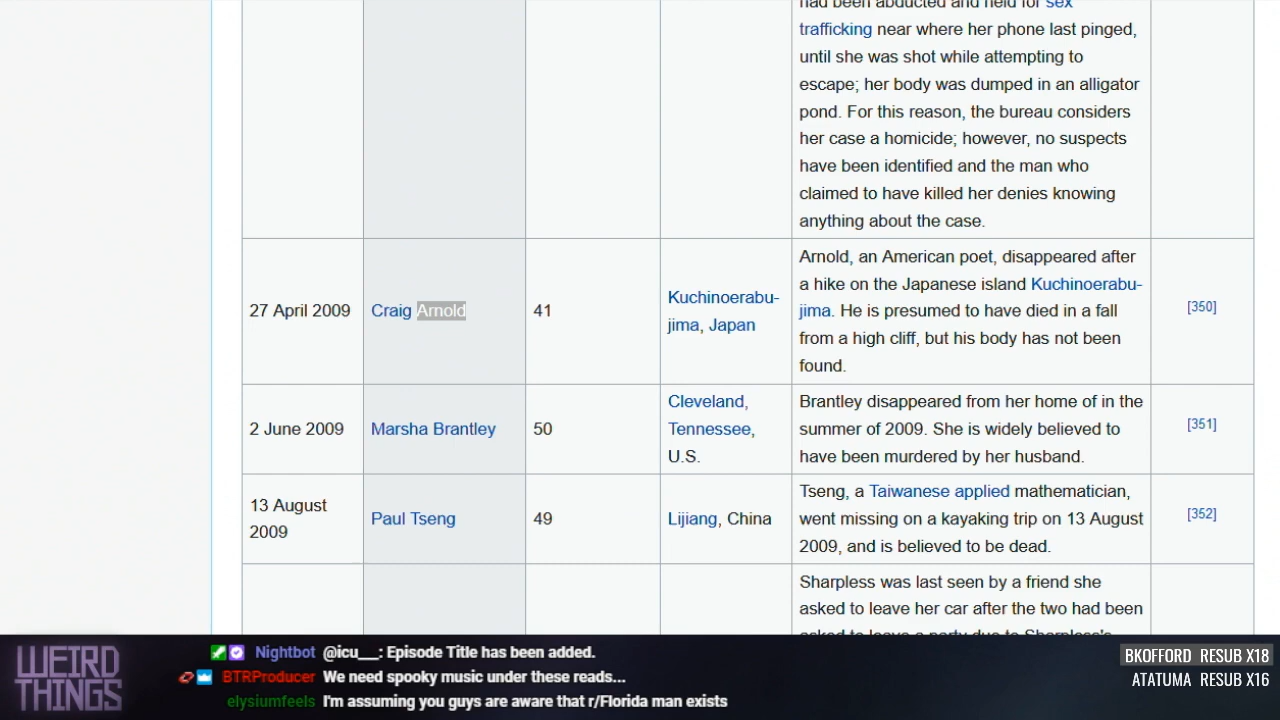 had been abducted and held for sex
trafficking near where her phone last pinged,
until she was shot while attempting to
escape; her body was dumped in an alligator
pond. For this reason, the bureau considers
her case a homicide; however, no suspects
have been identified and the man who
claimed to have killed her denies knowing
anything about the case.
27 April 2009
Craig Arnold
41
Kuchinoerabu-
jima, Japan
Arnold, an American poet, disappeared after
a hike on the Japanese island Kuchinoerabu-
jima. He is presumed to have died in a fall
from a high cliff, but his body has not been
found.
[350]
2 June 2009
Marsha Brantley
50
Cleveland,
Tennessee,
U.S.
Brantley disappeared from her home of in the
summer of 2009. She is widely believed to
have been murdered by her husband.
[351]
13 August
2009
Paul Tseng
49
Lijiang, China
Tseng, a Taiwanese applied mathematician,
went missing on a kayaking trip on 13 August
2009, and is believed to be dead.
[352]
Sharpless was last seen by a friend she
asked to leave her car after the two had been
asked to leave a party due to Sharpless's
WEIRD
THINGS
Nightbot @icu__: Episode Title has been added.
BTRProducer We need spooky music under these reads...
elysiumfeels I'm assuming you guys are aware that r/Florida man exists
BKOFFORD RESUB X18
ATATUMA RESUB X16